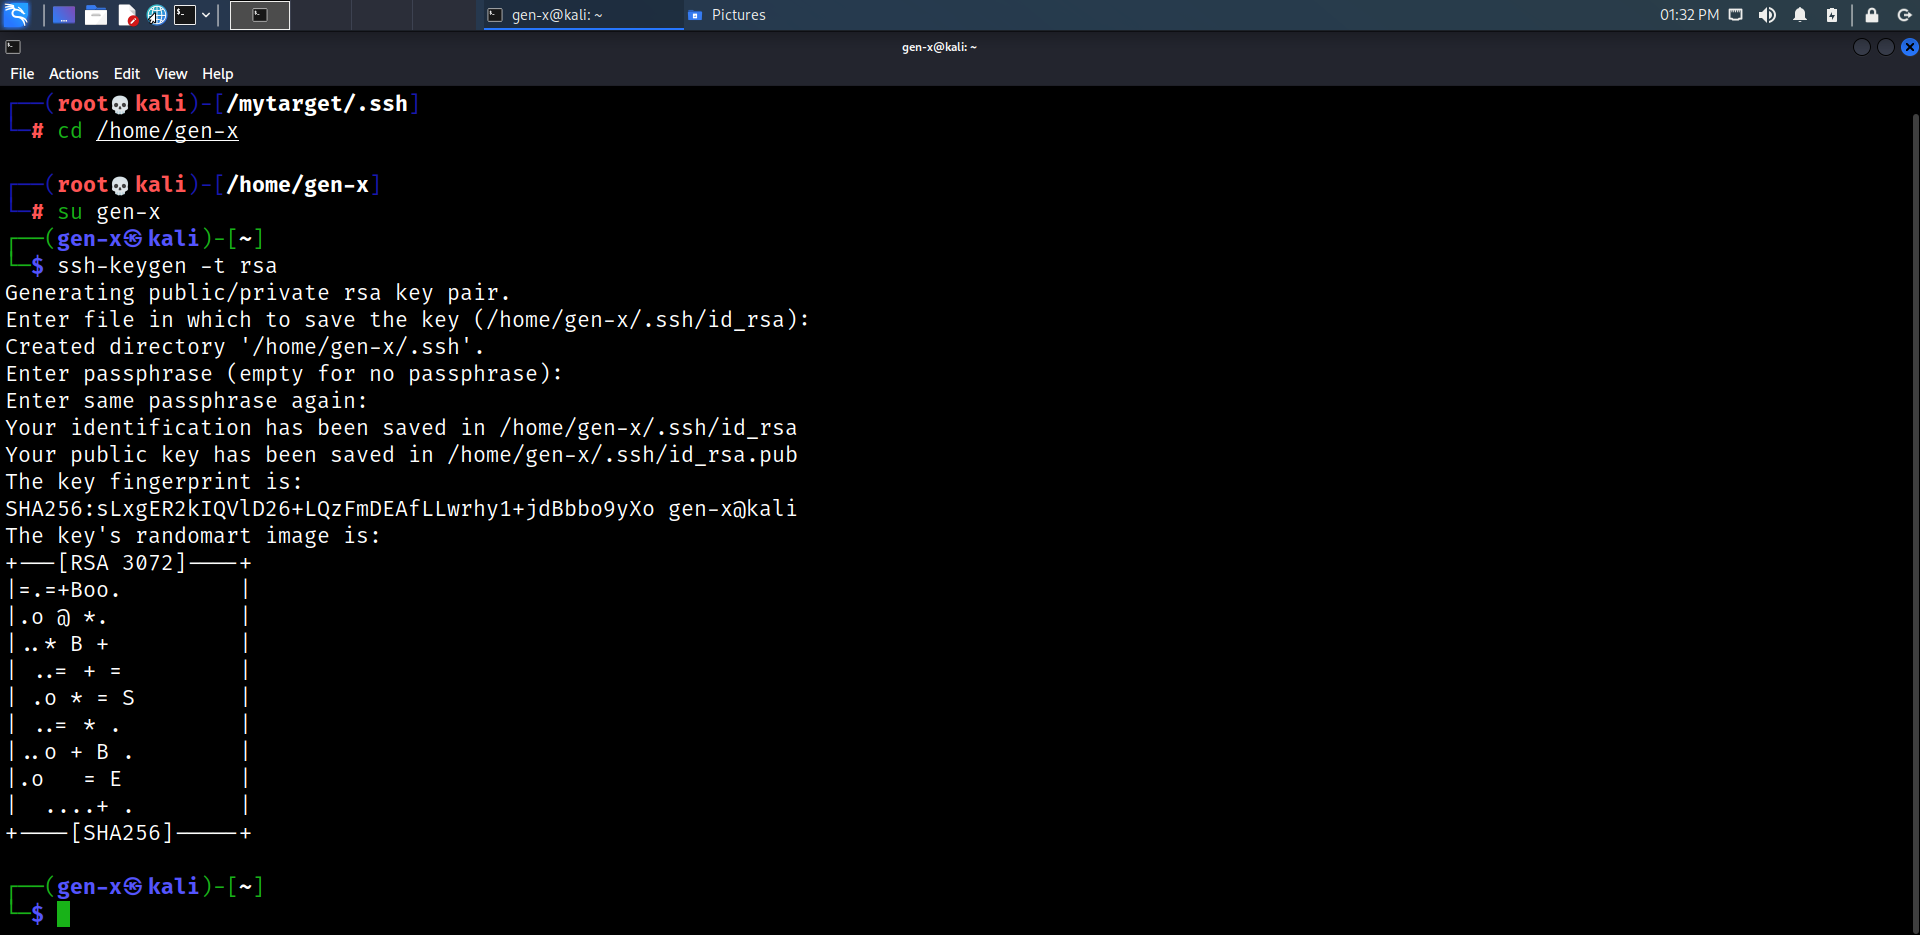 gen-x@kali: ~
Pictures
01:32 PM
gen-x@kali: ~
File Actions Edit View Help
┌──(root💀kali)-[/mytarget/.ssh]
└─# cd /home/gen-x
┌──(root💀kali)-[/home/gen-x]
└─# su gen-x
┌──(gen-x㉿kali)-[~]
└─$ ssh-keygen -t rsa
Generating public/private rsa key pair.
Enter file in which to save the key (/home/gen-x/.ssh/id_rsa):
Created directory '/home/gen-x/.ssh'.
Enter passphrase (empty for no passphrase):
Enter same passphrase again:
Your identification has been saved in /home/gen-x/.ssh/id_rsa
Your public key has been saved in /home/gen-x/.ssh/id_rsa.pub
The key fingerprint is:
SHA256:sLxgER2kIQVlD26+LQzFmDEAfLLwrhy1+jdBbbo9yXo gen-x@kali
The key's randomart image is:
+---[RSA 3072]----+
|=.=+Boo.         |
|.o @ *.          |
|..* B +          |
| ..= + =         |
| .o * = S        |
| ..= * .         |
|..o + B .        |
|.o   = E         |
|  ....+ .        |
+----[SHA256]-----+
┌──(gen-x㉿kali)-[~]
└─$